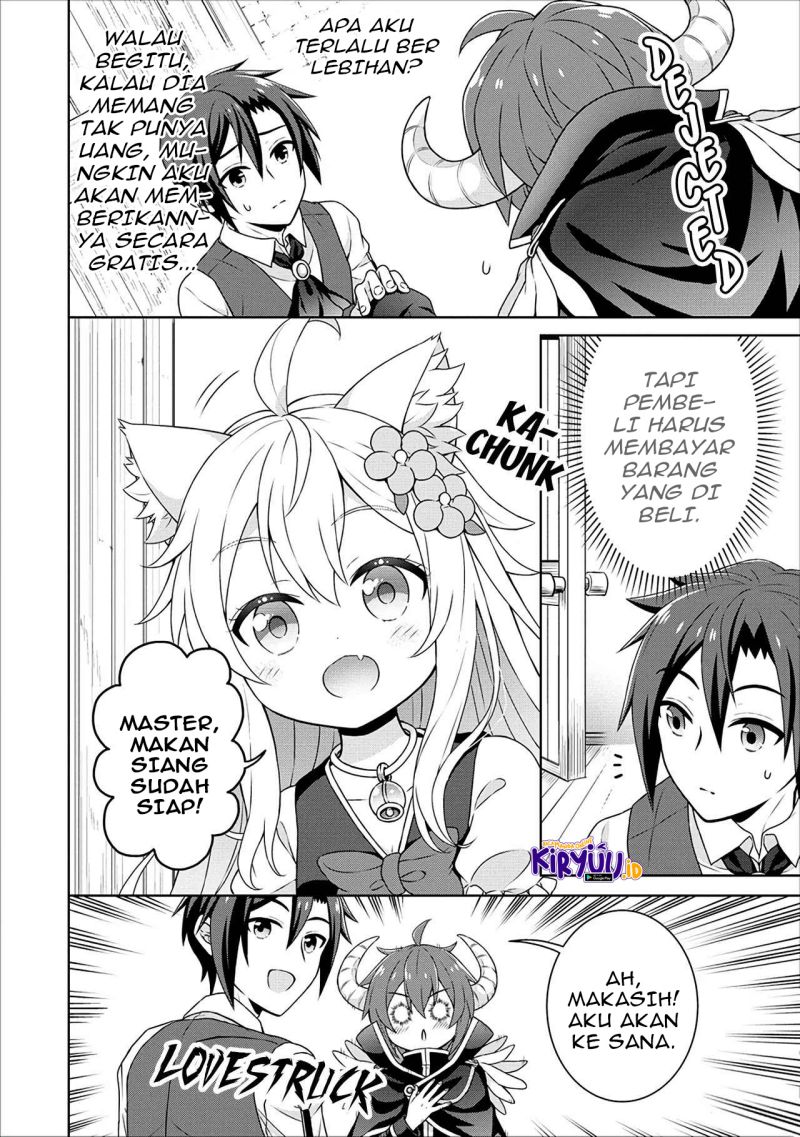 DEJECTED
APA AKU
TERLALU BER
LEBIHAN?
WALAU
BEGITU,
KALAU DIA
MEMANG
TAK PUNYA
UANG, MU-
NGKIN AKU
AKAN MEM-
BERIKANN-
YA SECARA
GRATIS...
TAPI
PEMBE-
LI HARUS
MEMBAYAR
BARANG
YANG DI
BELI.
KA-
CHUNK
MASTER,
MAKAN
SIANG
SUDAH
SIAP!
KIRYUU.ID
AH,
MAKASIH!
AKU AKAN
KE SANA.
LOVESTRUCK